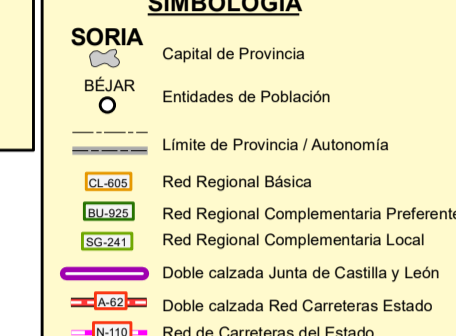 SIMBOLOGÍA
SORIA
Capital de Provincia
BÉJAR
Entidades de Población
Límite de Provincia / Autonomía
CL-605 Red Regional Básica
BU-925 Red Regional Complementaria Preferente
SG-241 Red Regional Complementaria Local
Doble calzada Junta de Castilla y León
A-62 Doble calzada Red Carreteras Estado
N-110 Red de Carreteras del Estado